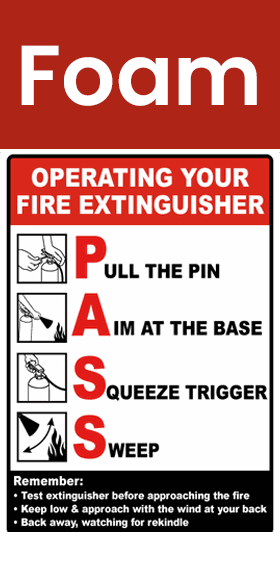 Foam
OPERATING YOUR
FIRE EXTINGUISHER
PULL THE PIN
AIM AT THE BASE
SQUEEZE TRIGGER
SWEEP
Remember:
• Test extinguisher before approaching the fire
• Keep low & approach with the wind at your back
• Back away, watching for rekindle